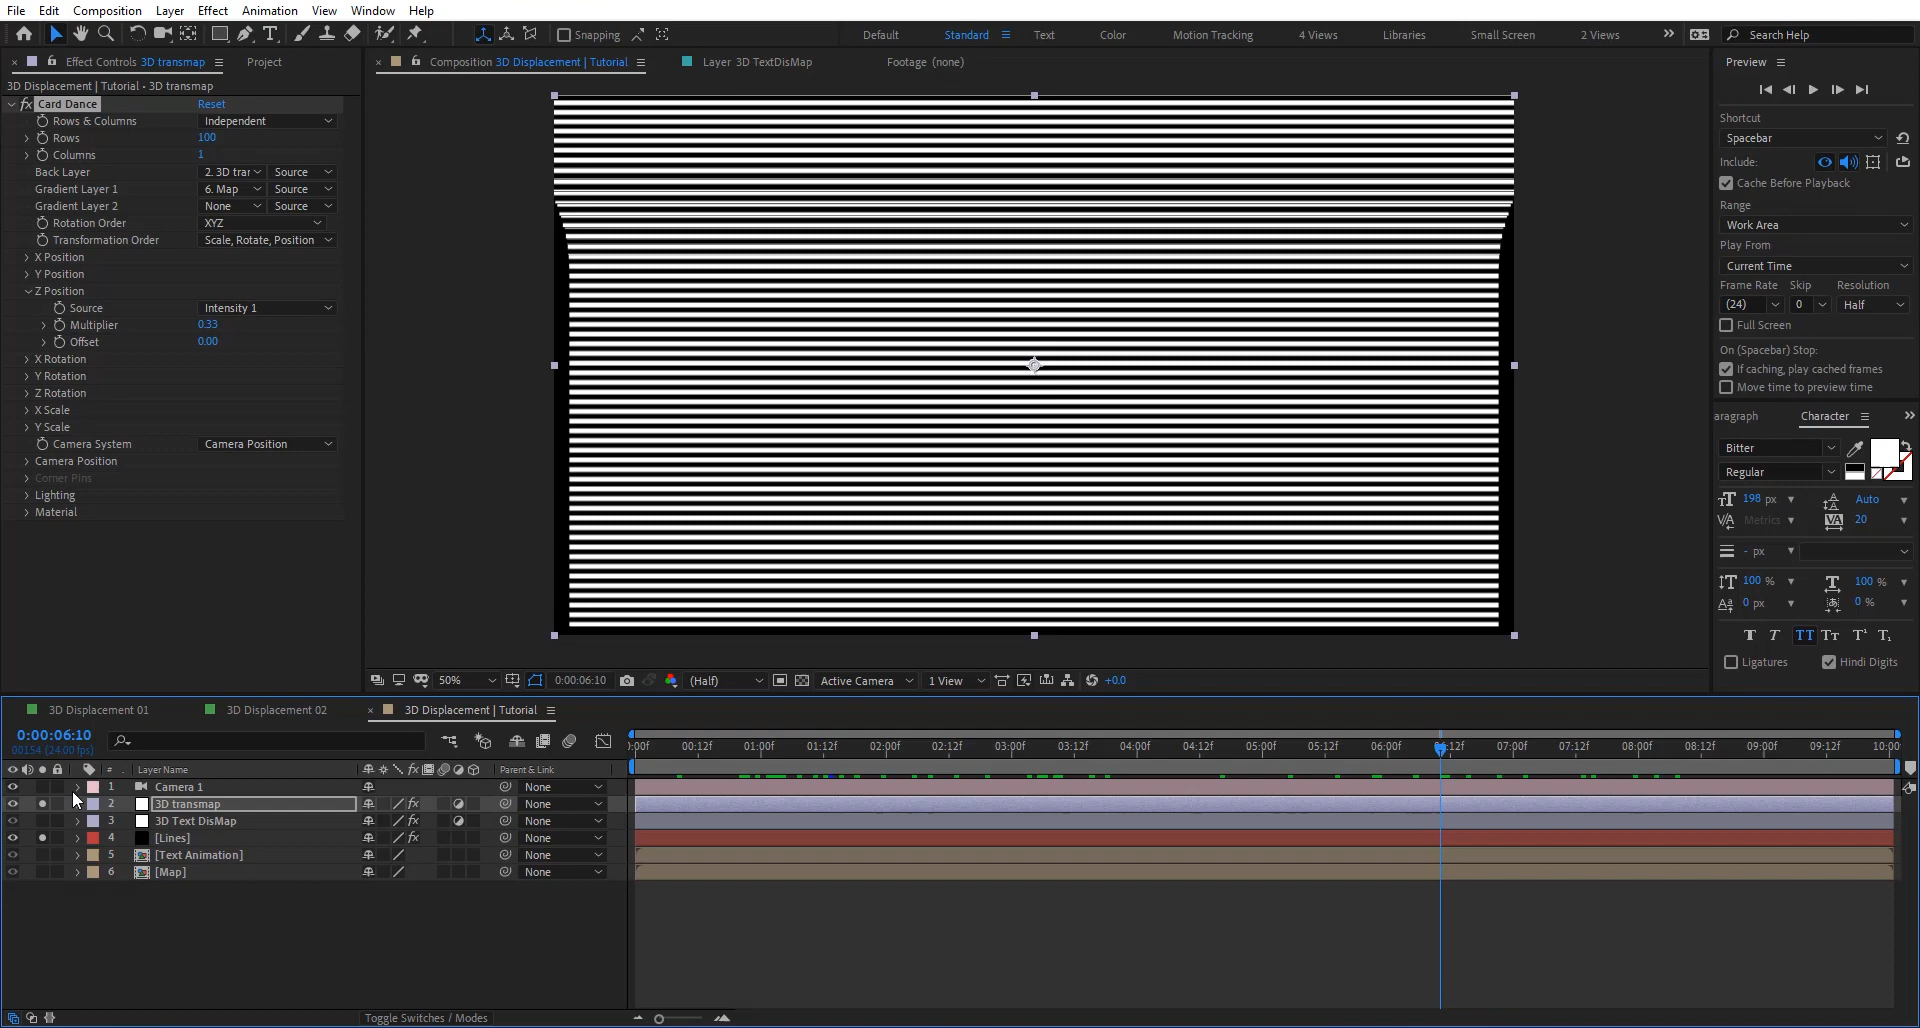 File Edit Composition Layer Effect Animation View Window Help
Snapping Default Standard Text Color Motion Tracking 4 Views Libraries Small Screen 2 Views Search Help
Effect Controls 3D transmap Project
3D Displacement | Tutorial • 3D transmap
fx Card Dance Reset
Rows & Columns Independent
Rows 100
Columns 1
Back Layer 2. 3D trar Source
Gradient Layer 1 6. Map Source
Gradient Layer 2 None Source
Rotation Order XYZ
Transformation Order Scale, Rotate, Position
X Position
Y Position
Z Position
Source Intensity 1
Multiplier 0.33
Offset 0.00
X Rotation
Y Rotation
Z Rotation
X Scale
Y Scale
Camera System Camera Position
Camera Position
Corner Pins
Lighting
Material
Composition 3D Displacement | Tutorial Layer 3D TextDisMap Footage (none)
50% 0:00:06:10 (Half) Active Camera 1 View +0.0
Preview
Shortcut
Spacebar
Include:
Cache Before Playback
Range
Work Area
Play From
Current Time
Frame Rate Skip Resolution
(24) 0 Half
Full Screen
On (Spacebar) Stop:
If caching, play cached frames
Move time to preview time
aragraph Character
Bitter
Regular
198 px Auto
Metrics 20
- px
100 % 100 %
0 px 0 %
Ligatures Hindi Digits
3D Displacement 01 3D Displacement 02 3D Displacement | Tutorial
0:00:06:10
00154 (24.00 fps)
:00f 00:12f 01:00f 01:12f 02:00f 02:12f 03:00f 03:12f 04:00f 04:12f 05:00f 05:12f 06:00f 06:12f 07:00f 07:12f 08:00f 08:12f 09:00f 09:12f 10:00
# Layer Name fx Parent & Link
1 Camera 1 None
2 3D transmap fx None
3 3D Text DisMap fx None
4 [Lines] fx None
5 [Text Animation] None
6 [Map] None
Toggle Switches / Modes